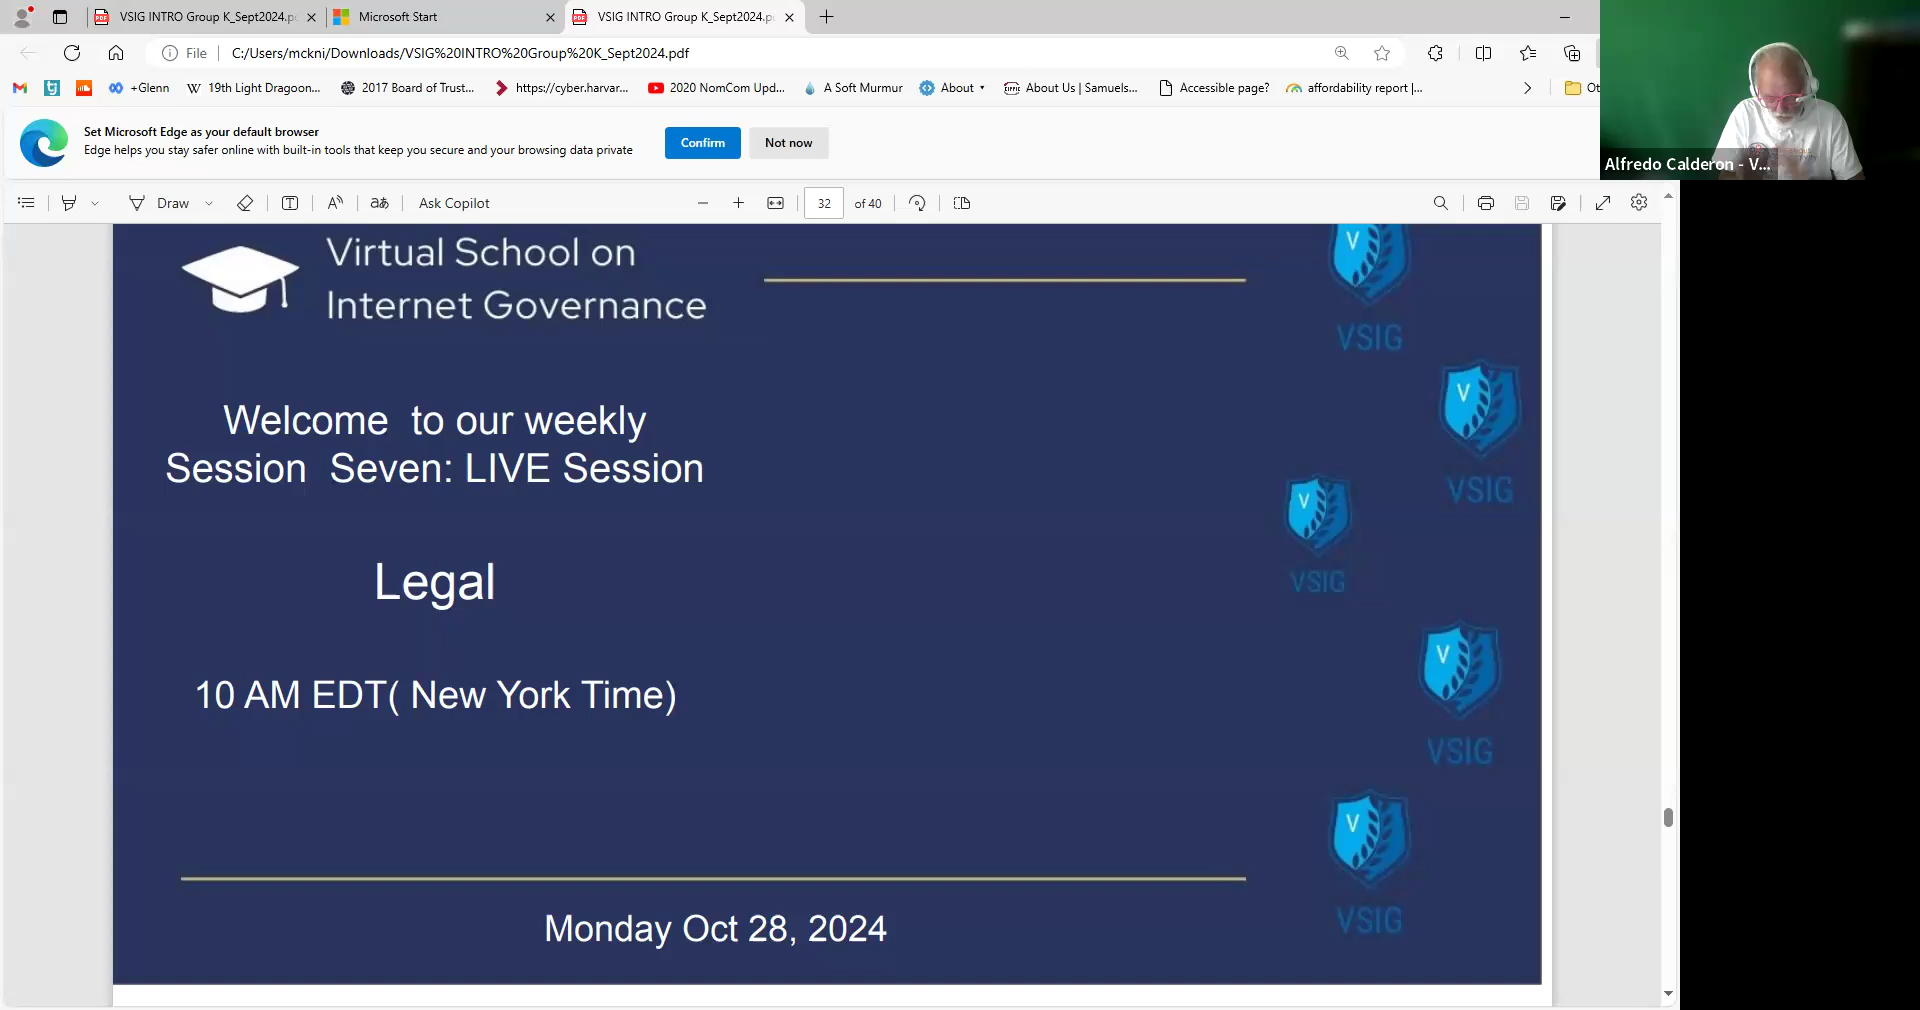 VSIG INTRO Group K_Sept2024.p
Microsoft Start
VSIG INTRO Group K_Sept2024.p
File
C:/Users/mckni/Downloads/VSIG%20INTRO%20Group%20K_Sept2024.pdf
+Glenn
19th Light Dragoon...
2017 Board of Trust...
https://cyber.harvar...
2020 NomCom Upd...
A Soft Murmur
About
About Us | Samuels...
Accessible page?
affordability report |...
Ot
Set Microsoft Edge as your default browser
Edge helps you stay safer online with built-in tools that keep you secure and your browsing data private
Confirm
Not now
Alfredo Calderon - V...
Draw
Ask Copilot
32
of 40
Virtual School on
Internet Governance
VSIG
VSIG
VSIG
VSIG
VSIG
Welcome to our weekly
Session Seven: LIVE Session
Legal
10 AM EDT( New York Time)
Monday Oct 28, 2024